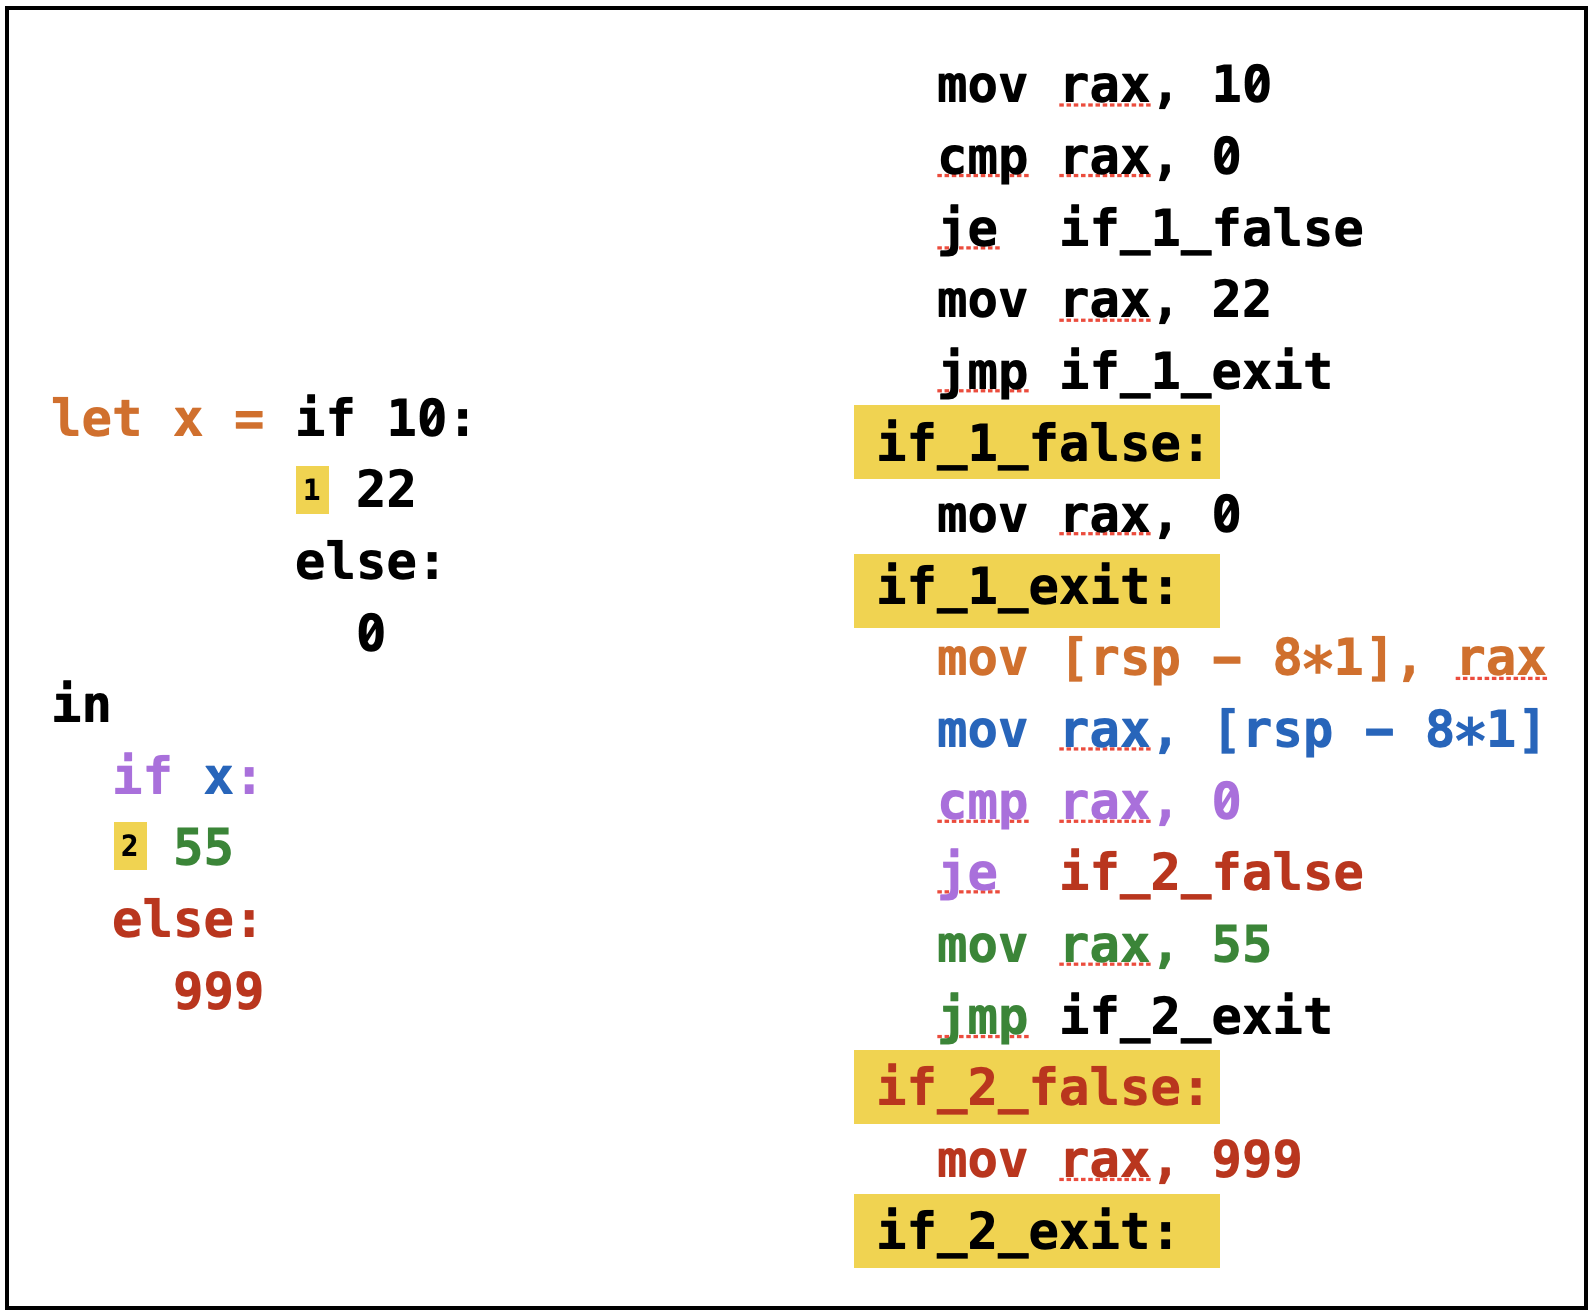 let x = if 10:
1 22
else:
0
in
if x:
2 55
else:
999
mov rax, 10
cmp rax, 0
je if_1_false
mov rax, 22
jmp if_1_exit
if_1_false:
mov rax, 0
if_1_exit:
mov [rsp - 8*1], rax
mov rax, [rsp - 8*1]
cmp rax, 0
je if_2_false
mov rax, 55
jmp if_2_exit
if_2_false:
mov rax, 999
if_2_exit: